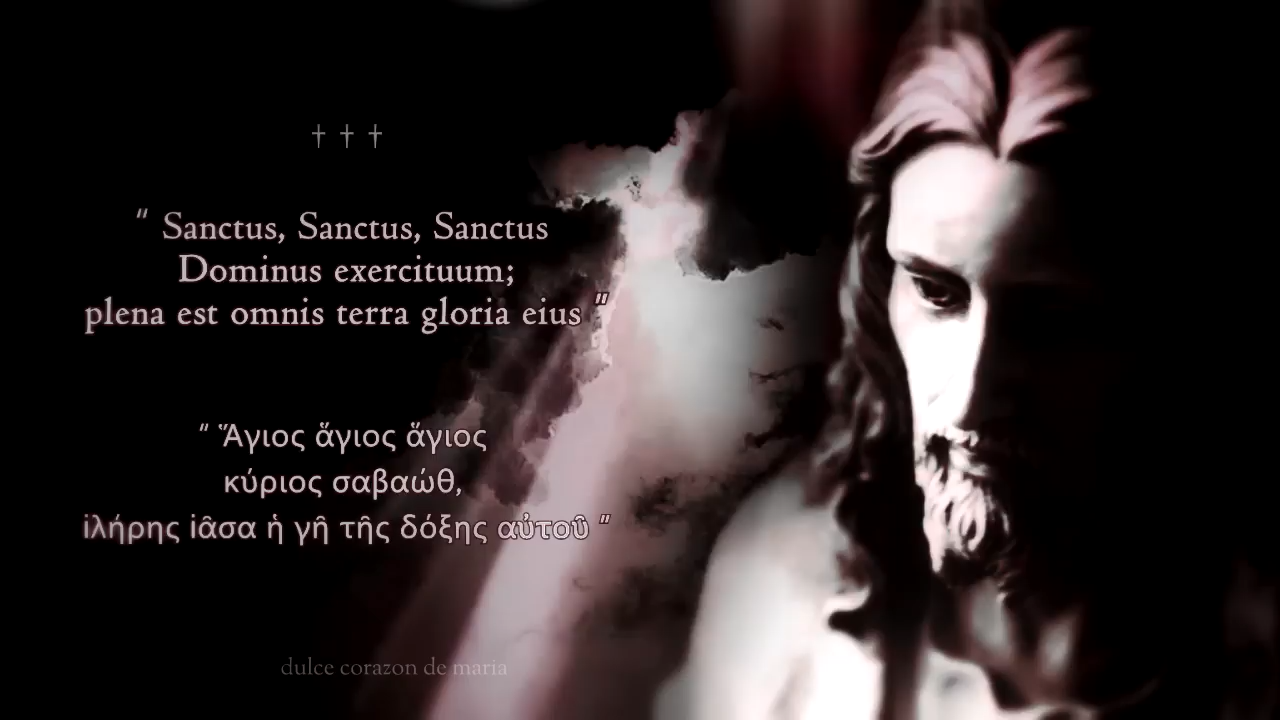 † † †
“ Sanctus, Sanctus, Sanctus
Dominus exercituum;
plena est omnis terra gloria eius ”
“ Ἅγιος ἅγιος ἅγιος
κύριος σαβαώθ,
ἰλήρης ἰᾶσα ἡ γῆ τῆς δόξης αὐτοῦ ”
dulce corazon de maria